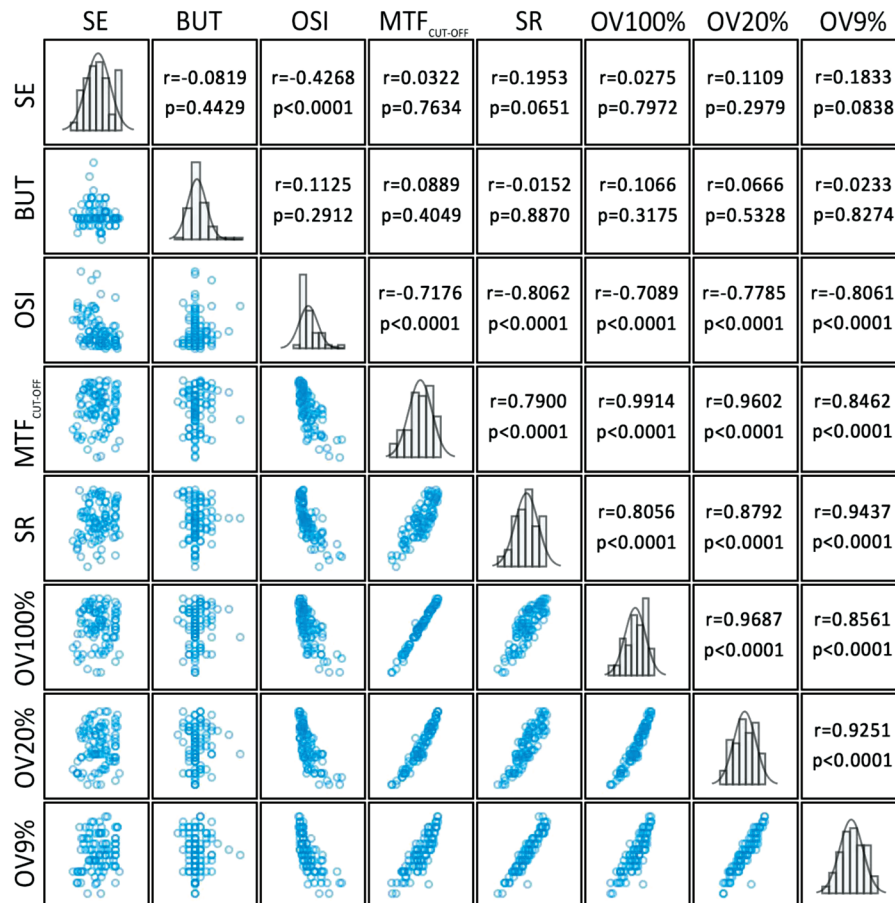 SE BUT OSI MTF CUT-OFF SR OV100% OV20% OV9%
SE
r=-0.0819 r=-0.4268 r=0.0322 r=0.1953 r=0.0275 r=0.1109 r=0.1833
p=0.4429 p<0.0001 p=0.7634 p=0.0651 p=0.7972 p=0.2979 p=0.0838
BUT
r=0.1125 r=0.0889 r=-0.0152 r=0.1066 r=0.0666 r=0.0233
p=0.2912 p=0.4049 p=0.8870 p=0.3175 p=0.5328 p=0.8274
OSI
r=-0.7176 r=-0.8062 r=-0.7089 r=-0.7785 r=-0.8061
p<0.0001 p<0.0001 p<0.0001 p<0.0001 p<0.0001
MTF CUT-OFF
r=0.7900 r=0.9914 r=0.9602 r=0.8462
p<0.0001 p<0.0001 p<0.0001 p<0.0001
SR
r=0.8056 r=0.8792 r=0.9437
p<0.0001 p<0.0001 p<0.0001
OV100%
r=0.9687 r=0.8561
p<0.0001 p<0.0001
OV20%
r=0.9251
p<0.0001
OV9%